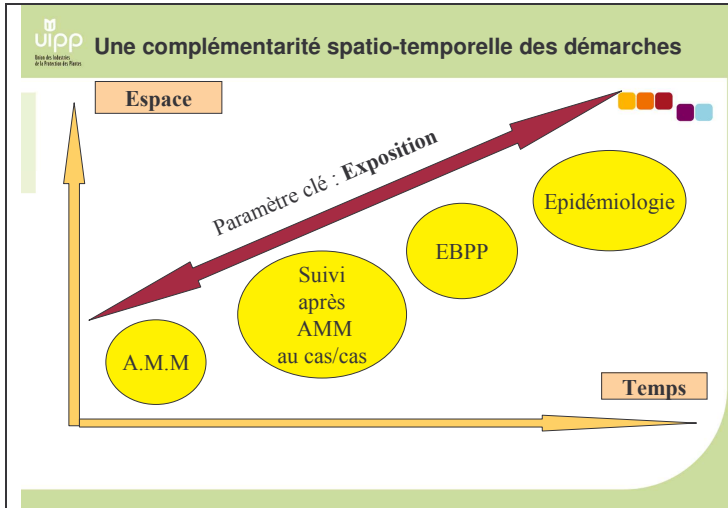 uipp
Union des Industries
de la Protection des Plantes
Une complémentarité spatio-temporelle des démarches
Espace
Paramètre clé : Exposition
Epidémiologie
EBPP
Suivi
après
AMM
au cas/cas
A.M.M
Temps